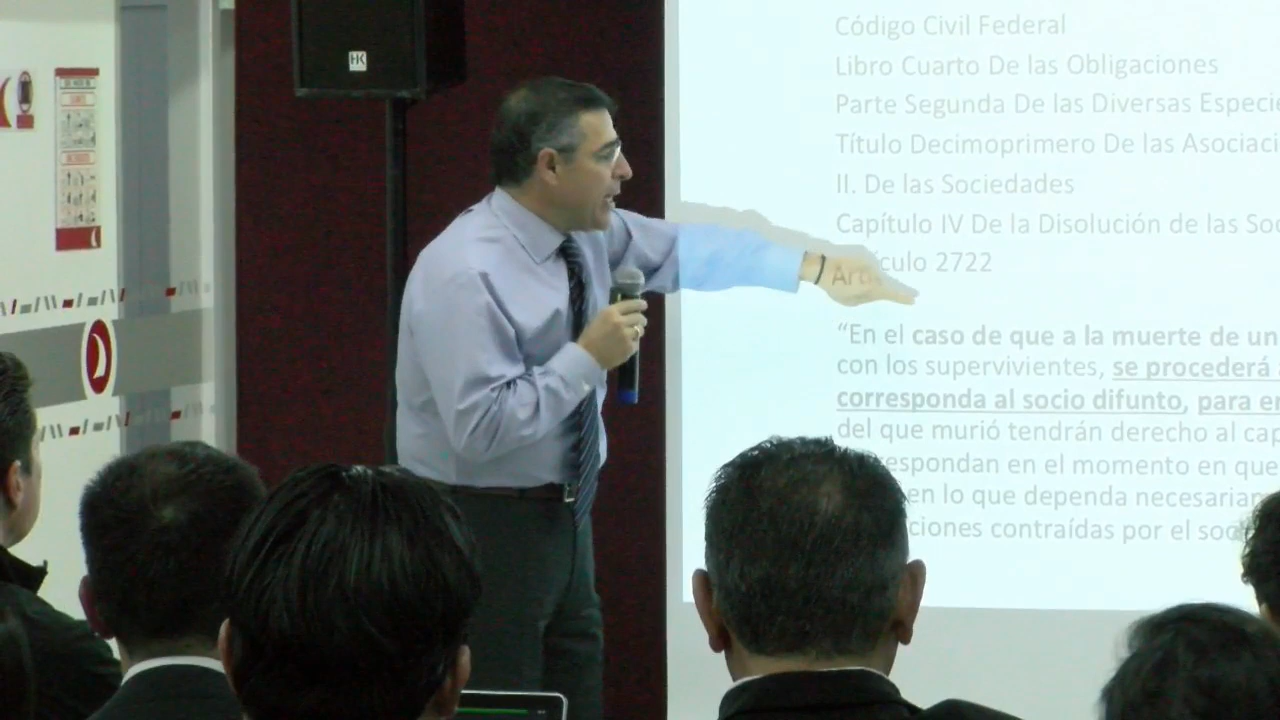 HK
Código Civil Federal
Libro Cuarto De las Obligaciones
Parte Segunda De las Diversas Especi
Título Decimoprimero De las Asociaci
II. De las Sociedades
Capítulo IV De la Disolución de las Soc
Artículo 2722
“En el caso de que a la muerte de un
con los supervivientes, se procederá a
corresponda al socio difunto, para en
del que murió tendrán derecho al cap
espondan en el momento en que
en lo que dependa necesariam
ciones contraídas por el soc